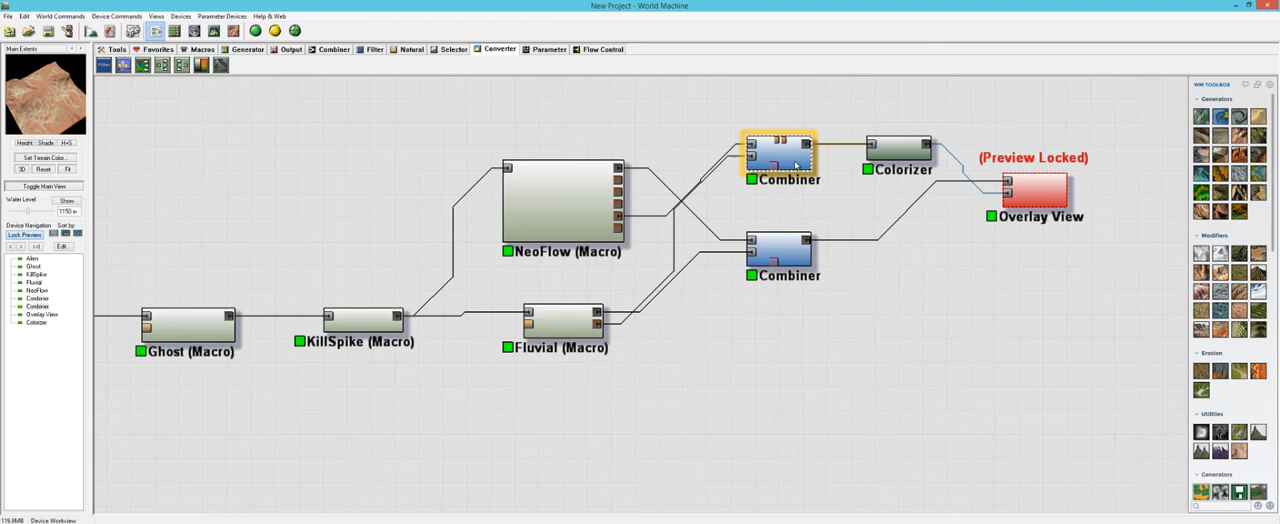 New Project - World Machine
File Edit World Commands Device Commands Views Devices Parameter Devices Help & Web
Main Extents
Tools Favorites Macros Generator Output Combiner Filter Natural Selector Converter Parameter Flow Control
Height Shade H+S
Set Terrain Color...
3D Reset Fit
Toggle Main View
Water Level Show
1150 m
Device Navigation Sort by:
Lock Preview
Edit...
Alien
Ghost
KillSpike
Fluvial
NeoFlow
Combiner
Combiner
Overlay View
Colorizer
Ghost (Macro)
KillSpike (Macro)
NeoFlow (Macro)
Fluvial (Macro)
Combiner
Combiner
Colorizer
(Preview Locked)
Overlay View
WM TOOLBOX
Generators
Modifiers
Erosion
Utilities
Generators
119.9MB Device Workview